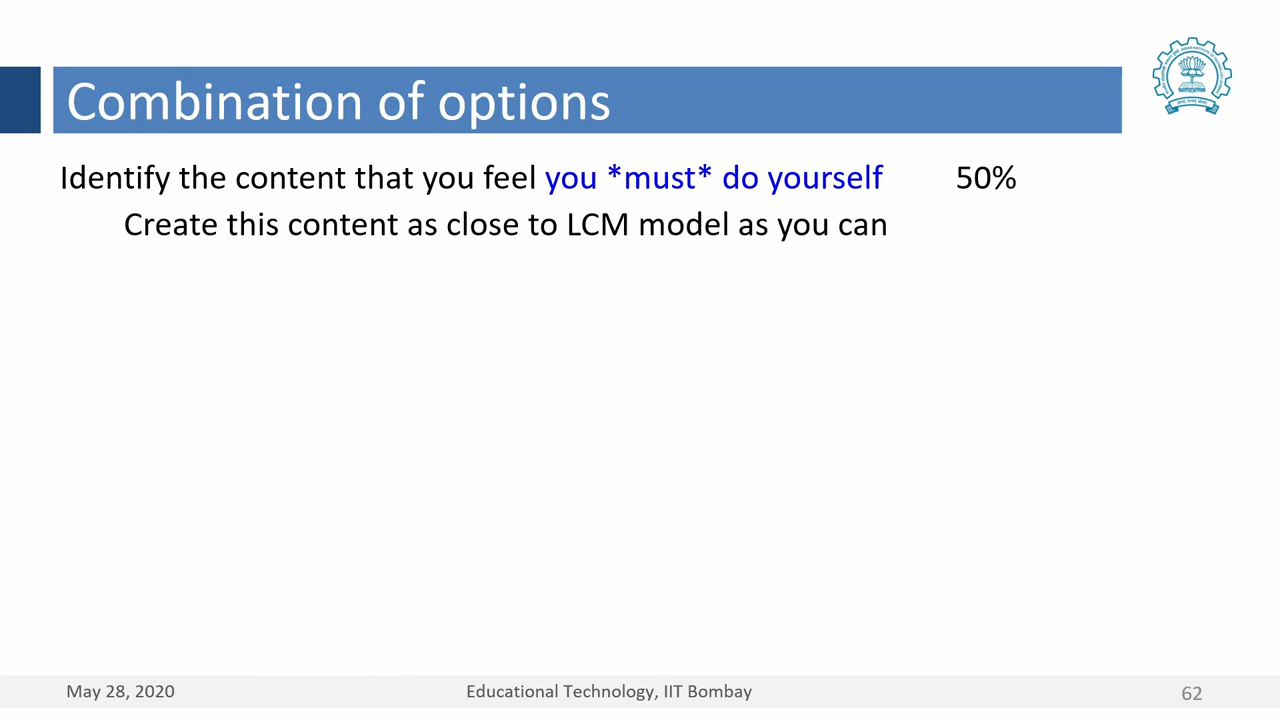 Combination of options
Identify the content that you feel you *must* do yourself 50%
Create this content as close to LCM model as you can
May 28, 2020 Educational Technology, IIT Bombay 62